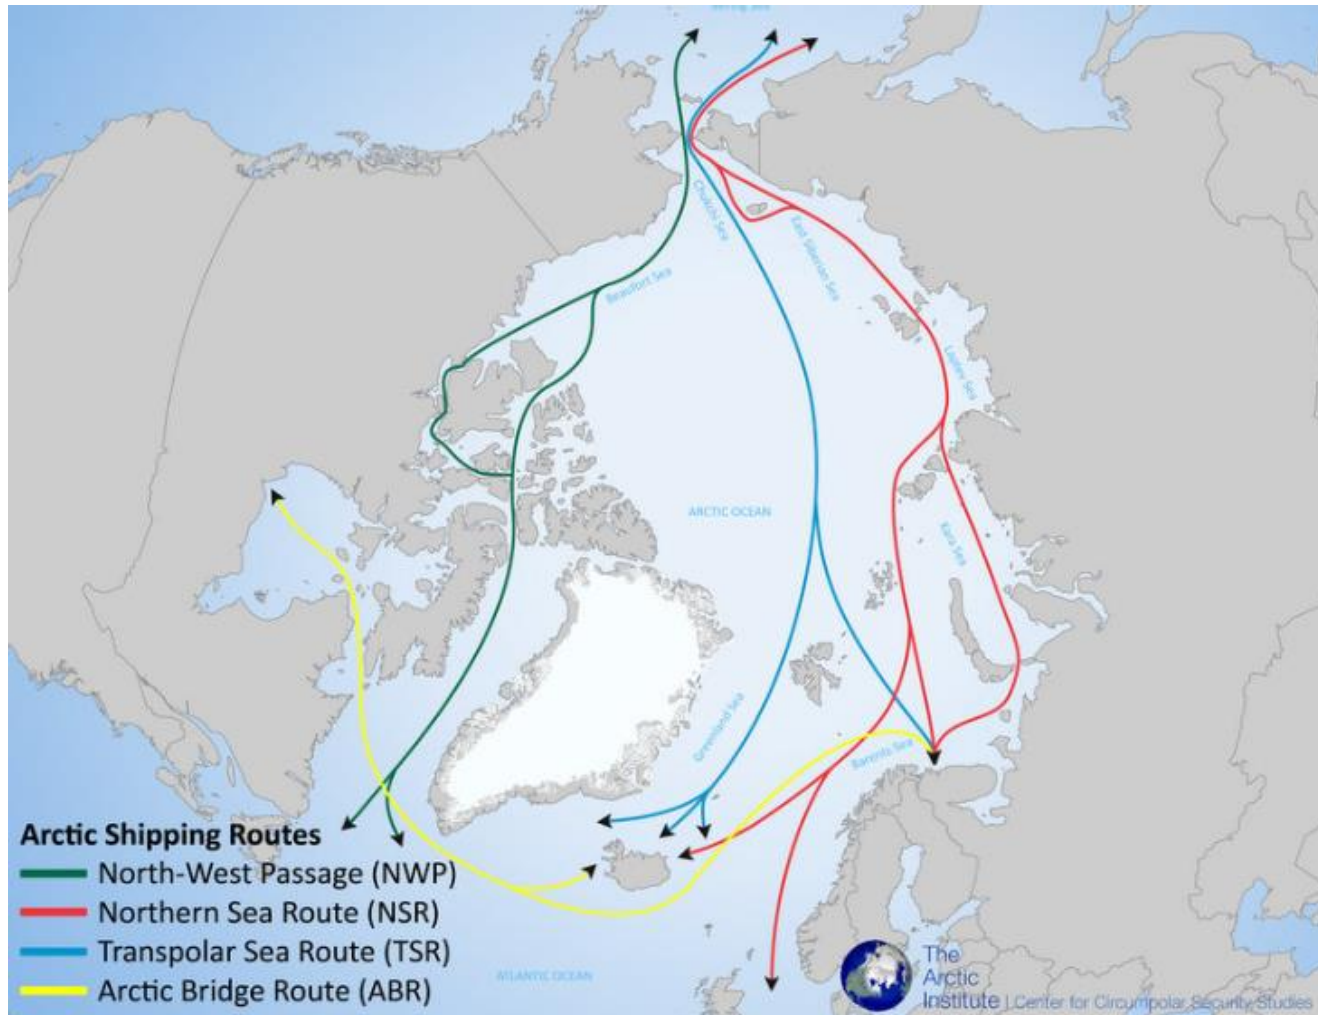 Chukchi Sea
East Siberian Sea
Beaufort Sea
Laptev Sea
ARCTIC OCEAN
Kara Sea
Greenland Sea
Barents Sea
Arctic Shipping Routes
North-West Passage (NWP)
Northern Sea Route (NSR)
Transpolar Sea Route (TSR)
Arctic Bridge Route (ABR)
ATLANTIC OCEAN
The
Arctic
Institute | Center for Circumpolar Security Studies